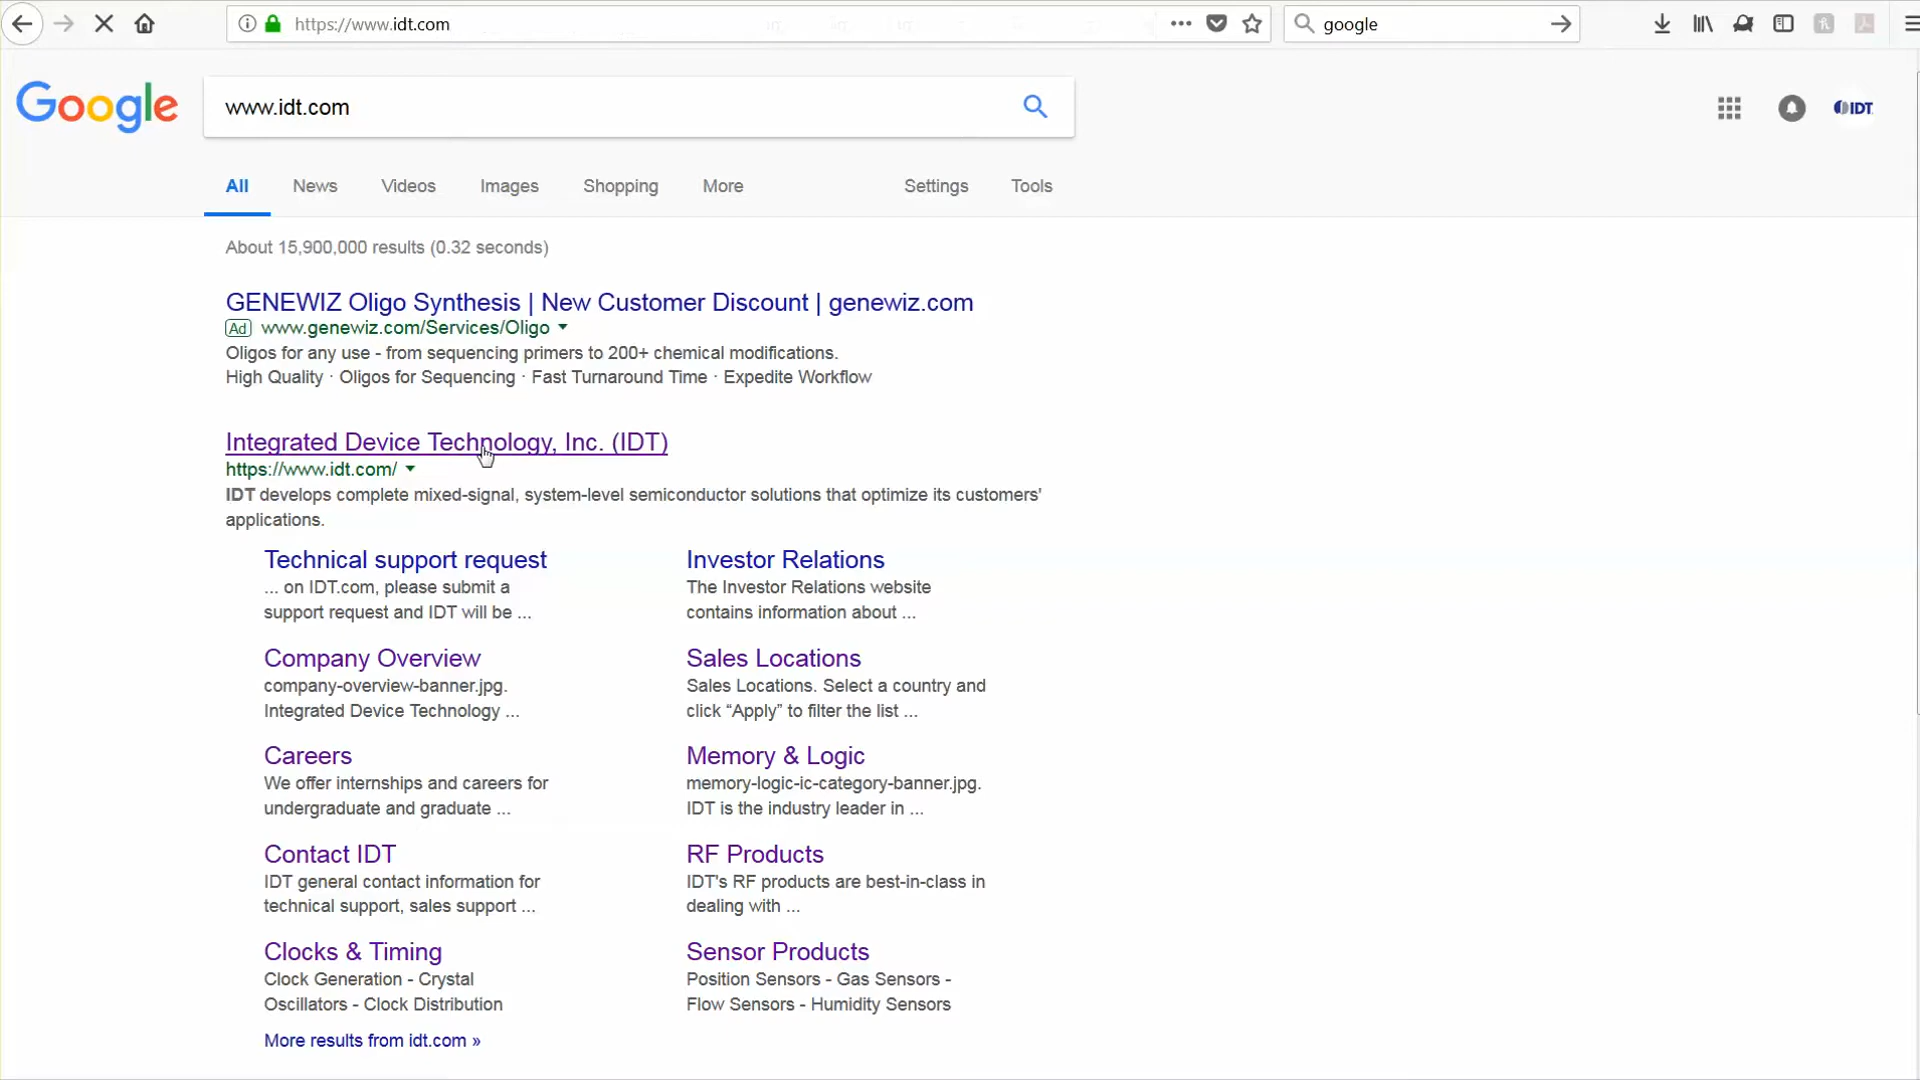 https://www.idt.com
google
Google
www.idt.com
IDT
All
News
Videos
Images
Shopping
More
Settings
Tools
About 15,900,000 results (0.32 seconds)
GENEWIZ Oligo Synthesis | New Customer Discount | genewiz.com
Ad www.genewiz.com/Services/Oligo
Oligos for any use - from sequencing primers to 200+ chemical modifications.
High Quality · Oligos for Sequencing · Fast Turnaround Time · Expedite Workflow
Integrated Device Technology, Inc. (IDT)
https://www.idt.com/
IDT develops complete mixed-signal, system-level semiconductor solutions that optimize its customers'
applications.
Technical support request
... on IDT.com, please submit a
support request and IDT will be ...
Investor Relations
The Investor Relations website
contains information about ...
Company Overview
company-overview-banner.jpg.
Integrated Device Technology ...
Sales Locations
Sales Locations. Select a country and
click “Apply” to filter the list ...
Careers
We offer internships and careers for
undergraduate and graduate ...
Memory & Logic
memory-logic-ic-category-banner.jpg.
IDT is the industry leader in ...
Contact IDT
IDT general contact information for
technical support, sales support ...
RF Products
IDT's RF products are best-in-class in
dealing with ...
Clocks & Timing
Clock Generation - Crystal
Oscillators - Clock Distribution
Sensor Products
Position Sensors - Gas Sensors -
Flow Sensors - Humidity Sensors
More results from idt.com »